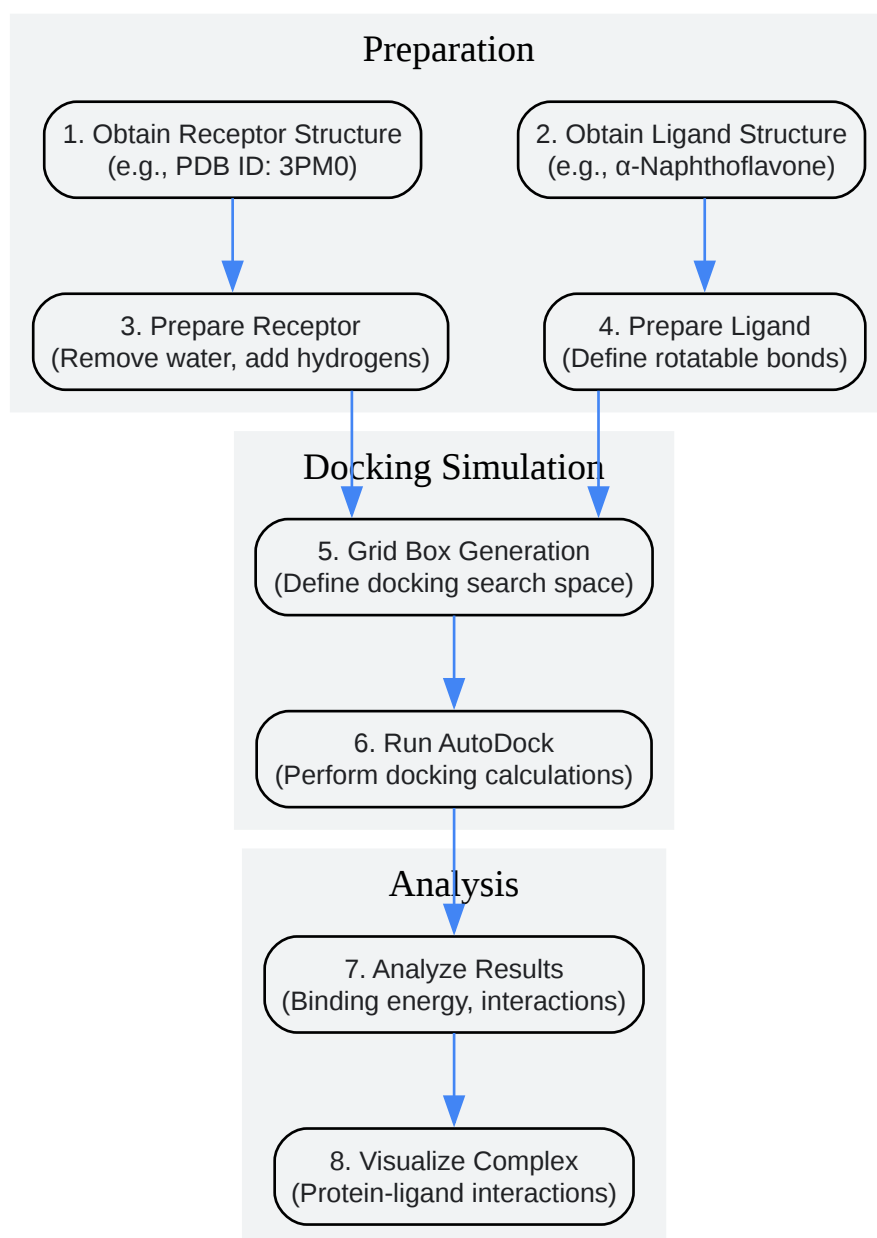 Preparation
1. Obtain Receptor Structure
(e.g., PDB ID: 3PM0)
2. Obtain Ligand Structure
(e.g., α-Naphthoflavone)
3. Prepare Receptor
(Remove water, add hydrogens)
4. Prepare Ligand
(Define rotatable bonds)
Docking Simulation
5. Grid Box Generation
(Define docking search space)
6. Run AutoDock
(Perform docking calculations)
Analysis
7. Analyze Results
(Binding energy, interactions)
8. Visualize Complex
(Protein-ligand interactions)